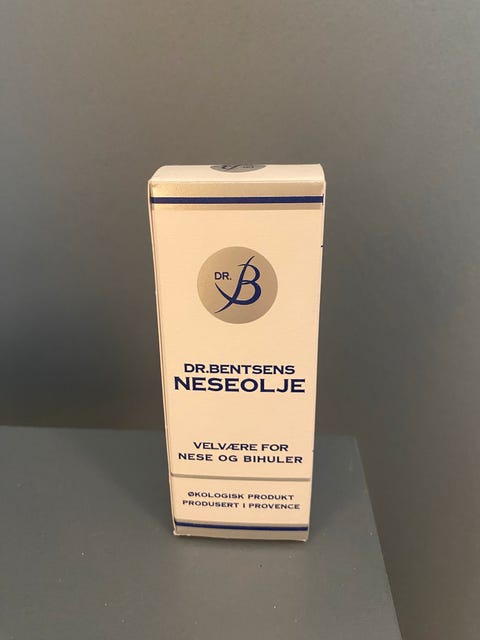 DR. B
DR.BENTSENS
NESEOLJE
VELVÆRE FOR
NESE OG BIHULER
ØKOLOGISK PRODUKT
PRODUSERT I PROVENCE